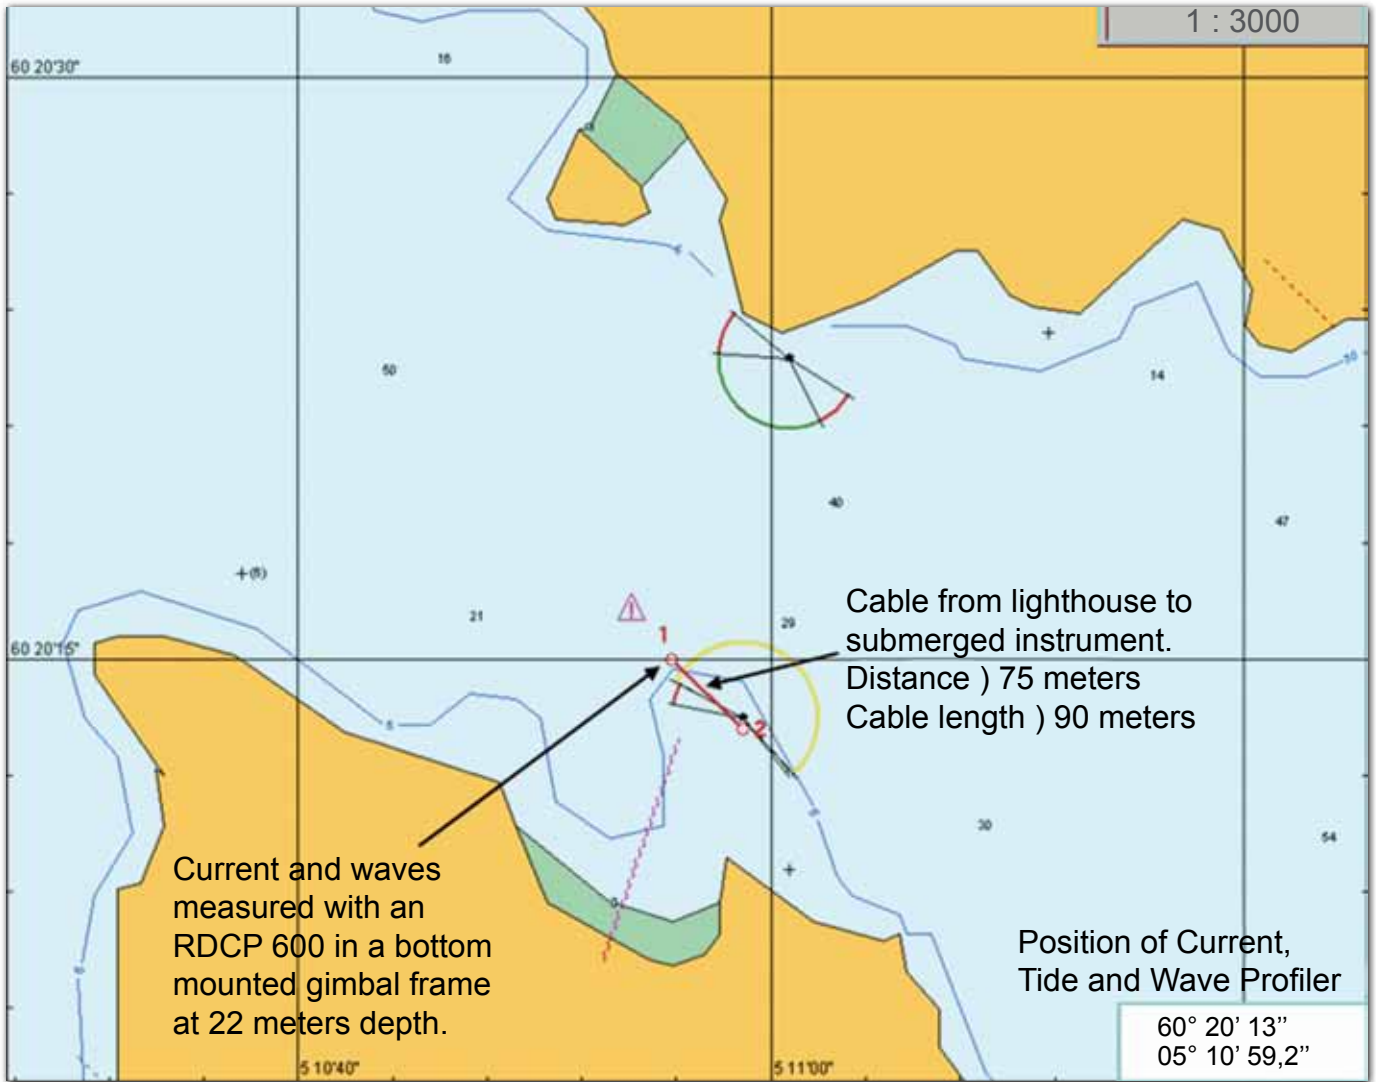 1 : 3000
16
60 20'30"
50
14
10
40
47
+(5)
21
29
1
60 20'15"
2
Cable from lighthouse to
submerged instrument.
Distance ) 75 meters
Cable length ) 90 meters
30
54
Current and waves
measured with an
RDCP 600 in a bottom
mounted gimbal frame
at 22 meters depth.
Position of Current,
Tide and Wave Profiler
60° 20’ 13’’
05° 10’ 59,2’’
5 10'40"
5 11'00"